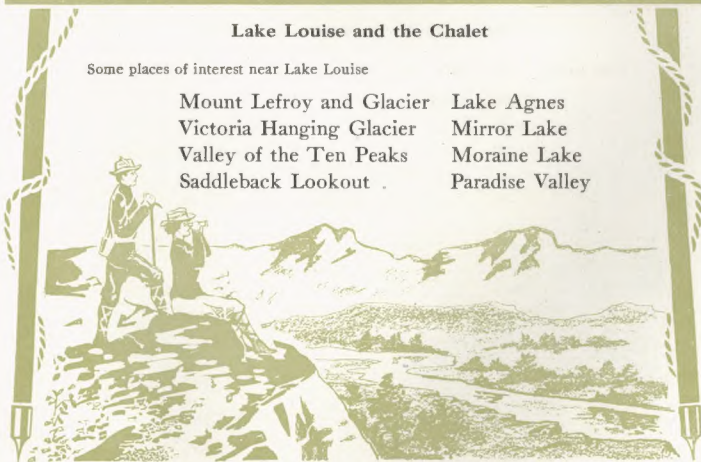 Lake Louise and the Chalet
Some places of interest near Lake Louise
Mount Lefroy and Glacier
Victoria Hanging Glacier
Valley of the Ten Peaks
Saddleback Lookout
Lake Agnes
Mirror Lake
Moraine Lake
Paradise Valley